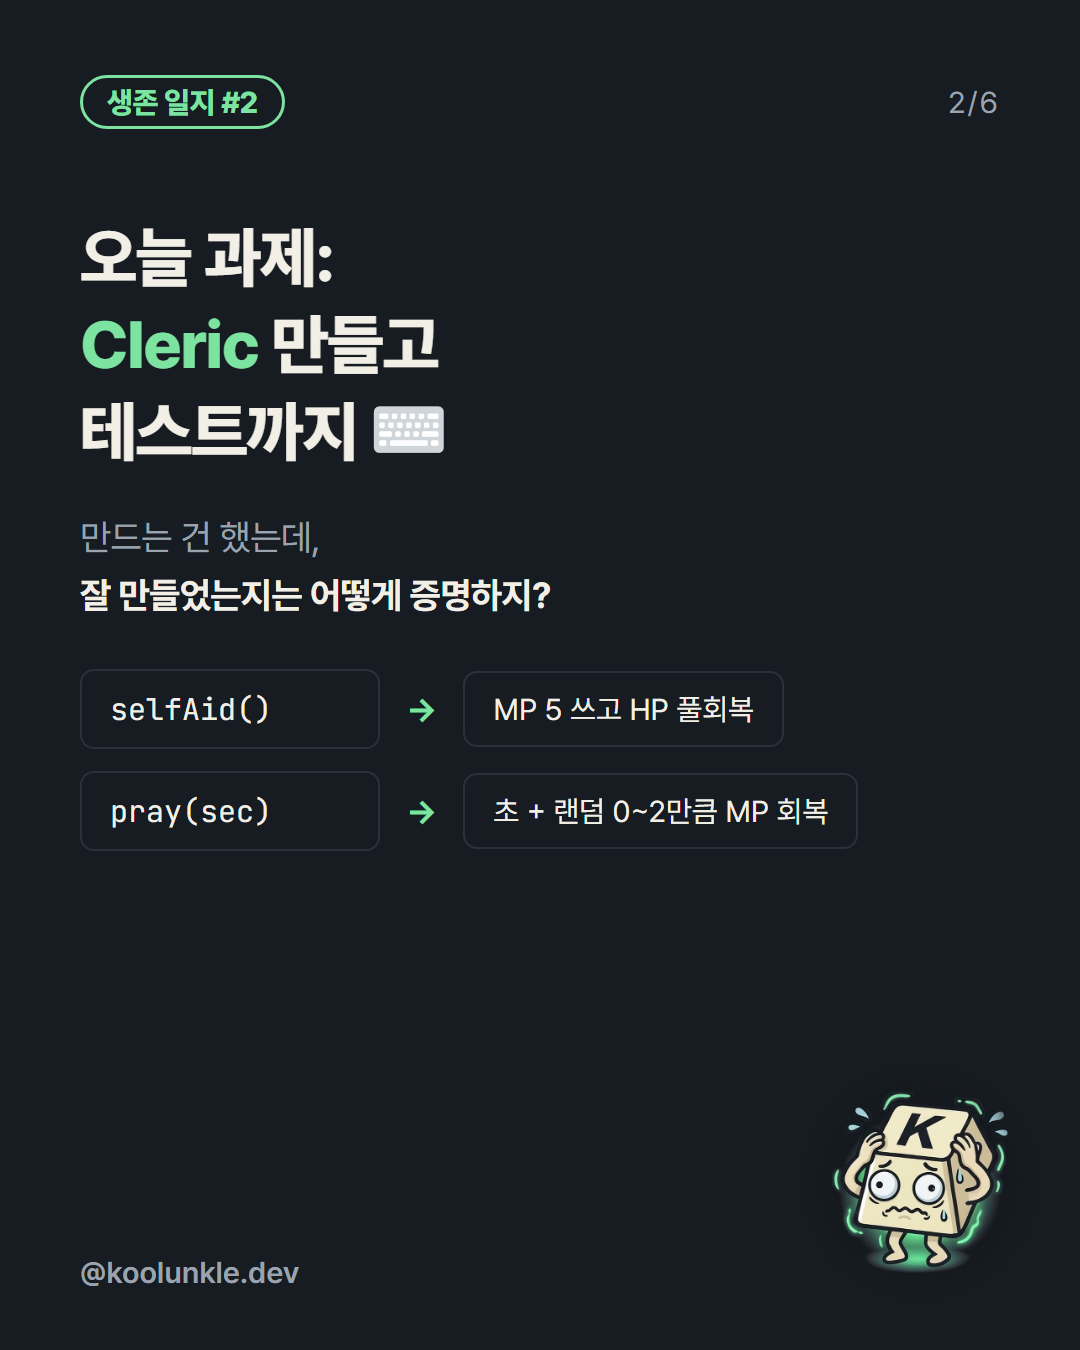 생존 일지 #2
2/6
오늘 과제:
Cleric 만들고
테스트까지 ⌨️
만드는 건 했는데,
잘 만들었는지는 어떻게 증명하지?
selfAid() → MP 5 쓰고 HP 풀회복
pray(sec) → 초 + 랜덤 0~2만큼 MP 회복
K
@koolunkle.dev